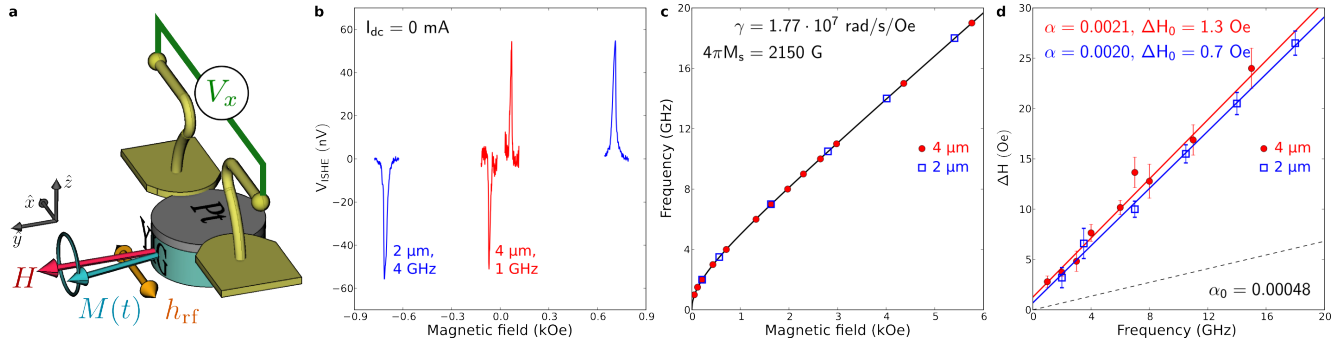 a
V_x
x̂
ẑ
ŷ
Pt
Y
G
H
M(t)
h_rf
b
I_dc = 0 mA
V_ISHE (nV)
60
40
20
0
−20
−40
−60
2 μm,
4 GHz
4 μm,
1 GHz
−0.9
−0.6
−0.3
0.0
0.3
0.6
0.9
Magnetic field (kOe)
c
γ = 1.77 · 10⁷ rad/s/Oe
4πM_s = 2150 G
Frequency (GHz)
20
16
12
8
4
0
4 μm
2 μm
0
1
2
3
4
5
6
Magnetic field (kOe)
d
α = 0.0021, ΔH₀ = 1.3 Oe
α = 0.0020, ΔH₀ = 0.7 Oe
ΔH (Oe)
30
25
20
15
10
5
0
4 μm
2 μm
α₀ = 0.00048
0
4
8
12
16
20
Frequency (GHz)